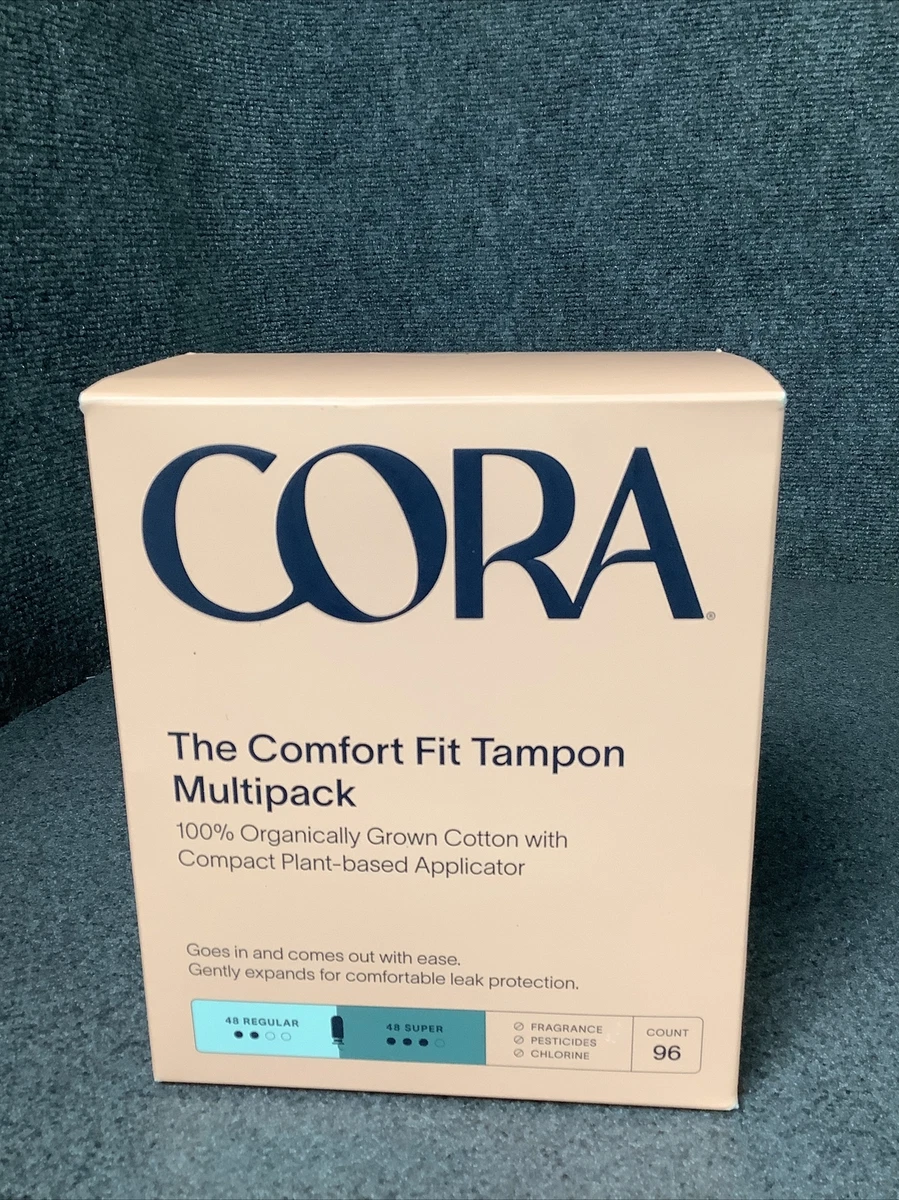 CORA®
The Comfort Fit Tampon
Multipack
100% Organically Grown Cotton with
Compact Plant-based Applicator
Goes in and comes out with ease.
Gently expands for comfortable leak protection.
48 REGULAR
48 SUPER
FRAGRANCE
PESTICIDES
CHLORINE
COUNT
96